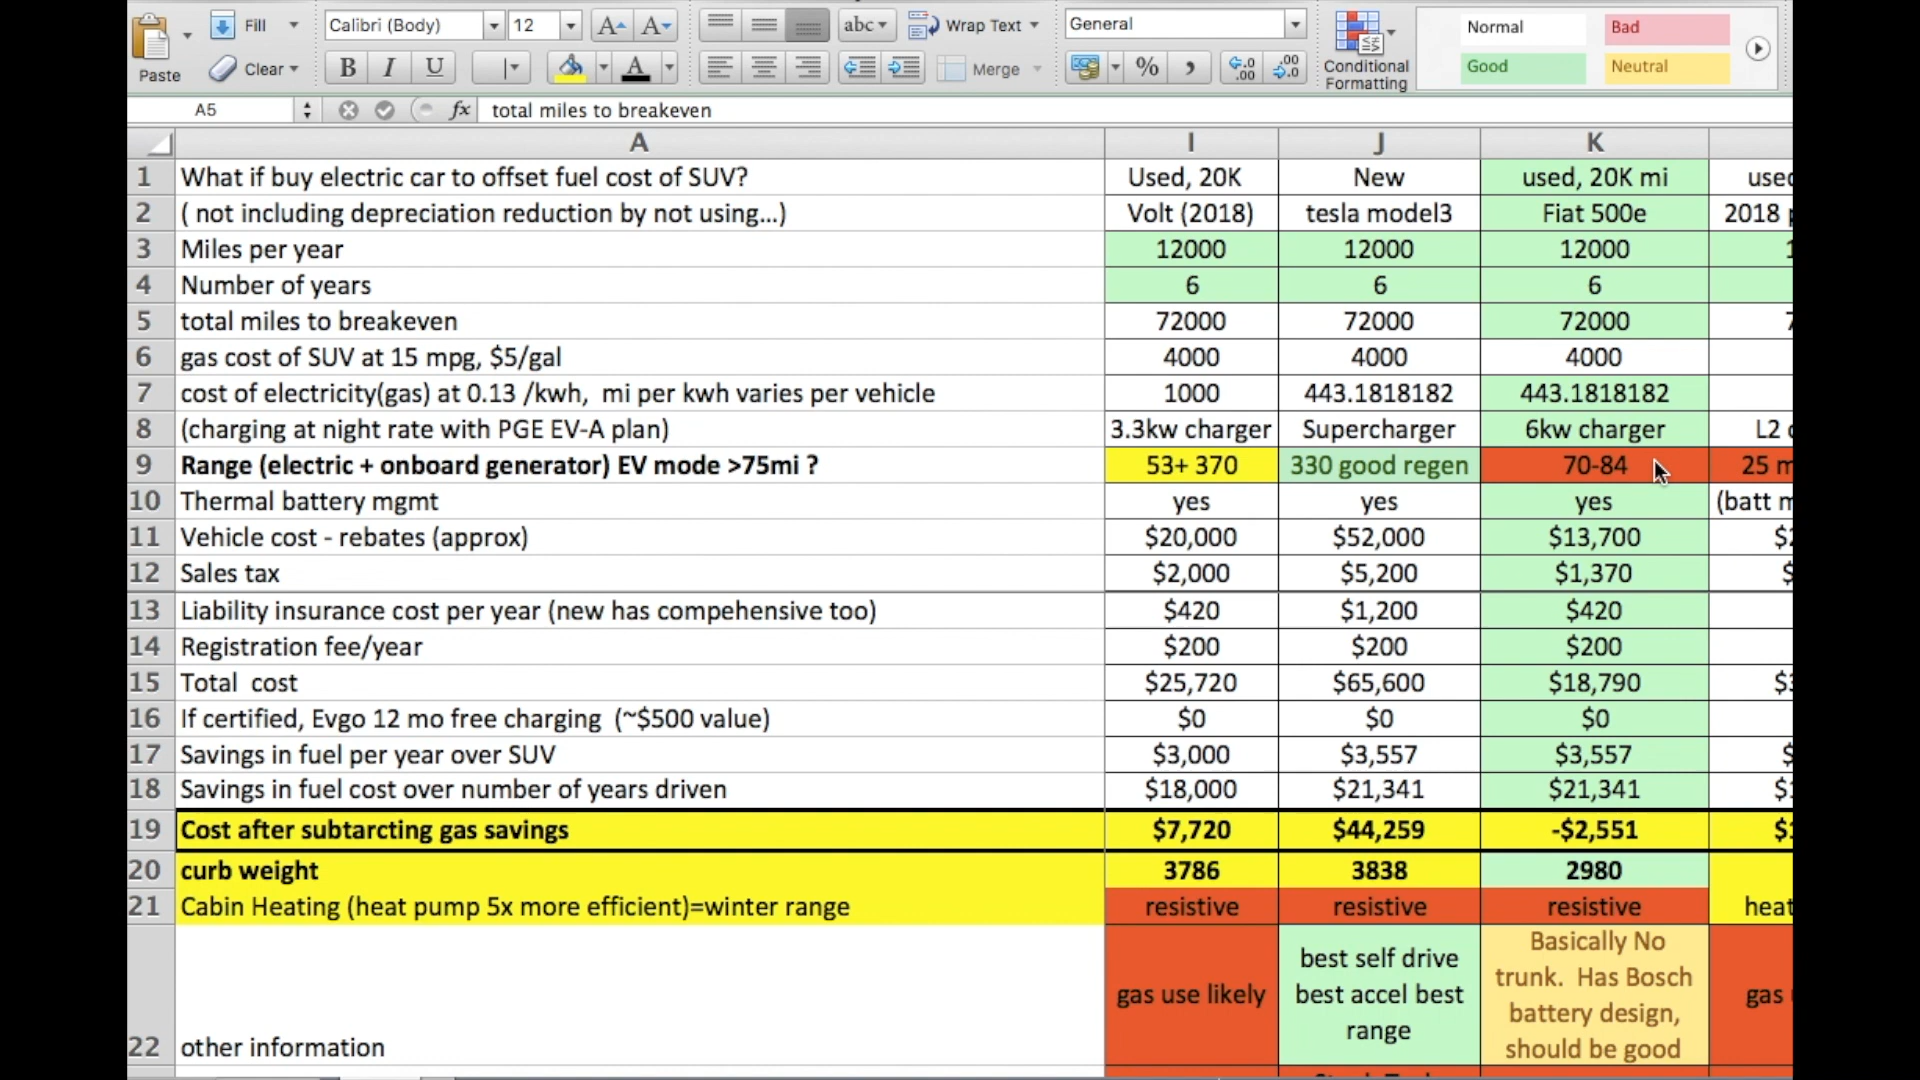 Fill
Calibri (Body) 12
A A
abc
Wrap Text
General
Normal Bad
Paste
Clear
B I U
A
Merge
%
Conditional
Formatting
Good Neutral
A5 fx total miles to breakeven
A I J K
1 What if buy electric car to offset fuel cost of SUV? Used, 20K New used, 20K mi
2 ( not including depreciation reduction by not using...) Volt (2018) tesla model3 Fiat 500e 2018
3 Miles per year 12000 12000 12000
4 Number of years 6 6 6
5 total miles to breakeven 72000 72000 72000
6 gas cost of SUV at 15 mpg, $5/gal 4000 4000 4000
7 cost of electricity(gas) at 0.13 /kwh, mi per kwh varies per vehicle 1000 443.1818182 443.1818182
8 (charging at night rate with PGE EV-A plan) 3.3kw charger Supercharger 6kw charger L2
9 Range (electric + onboard generator) EV mode >75mi ? 53+ 370 330 good regen 70-84 25
10 Thermal battery mgmt yes yes yes (batt
11 Vehicle cost - rebates (approx) $20,000 $52,000 $13,700
12 Sales tax $2,000 $5,200 $1,370
13 Liability insurance cost per year (new has compehensive too) $420 $1,200 $420
14 Registration fee/year $200 $200 $200
15 Total cost $25,720 $65,600 $18,790
16 If certified, Evgo 12 mo free charging (~$500 value) $0 $0 $0
17 Savings in fuel per year over SUV $3,000 $3,557 $3,557
18 Savings in fuel cost over number of years driven $18,000 $21,341 $21,341
19 Cost after subtarcting gas savings $7,720 $44,259 -$2,551
20 curb weight 3786 3838 2980
21 Cabin Heating (heat pump 5x more efficient)=winter range resistive resistive resistive heat
22 other information gas use likely best self drive best accel best range Basically No trunk. Has Bosch battery design, should be good gas